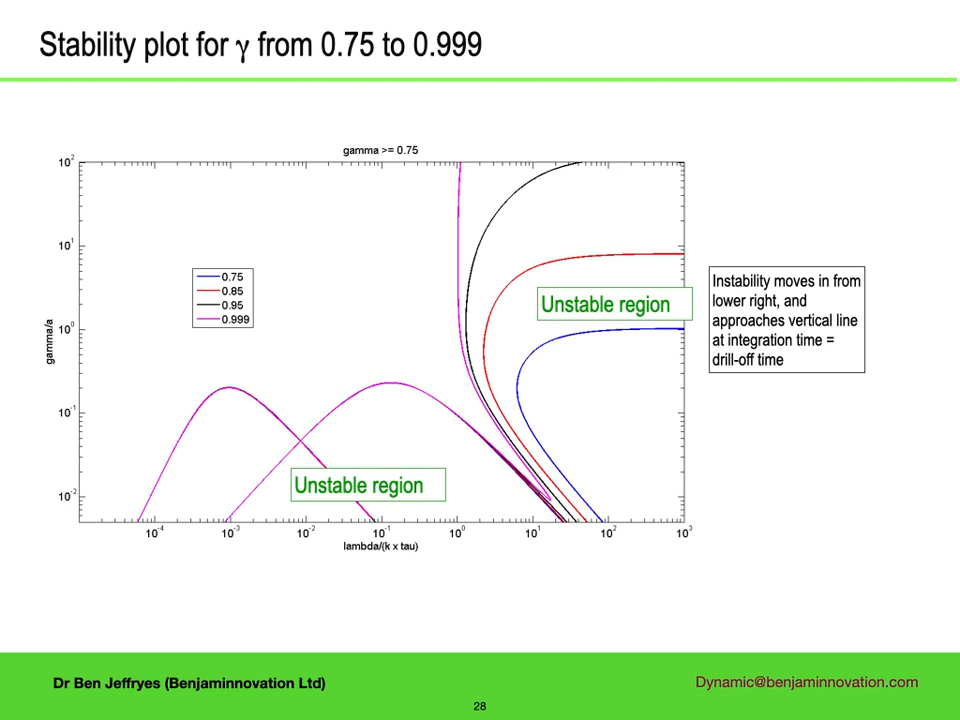 Stability plot for γ from 0.75 to 0.999
gamma >= 0.75
10²
10¹
10⁰
10⁻¹
10⁻²
gamma/a
0.75
0.85
0.95
0.999
Unstable region
Unstable region
Instability moves in from
lower right, and
approaches vertical line
at integration time =
drill-off time
10⁻⁴ 10⁻³ 10⁻² 10⁻¹ 10⁰ 10¹ 10² 10³
lambda/(k x tau)
Dr Ben Jeffryes (Benjaminnovation Ltd)
Dynamic@benjaminnovation.com
28